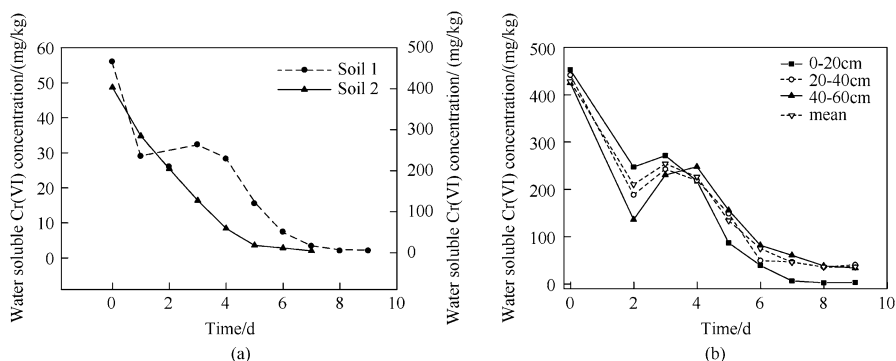 Water soluble Cr(VI) concentration/(mg/kg)
60
50
40
30
20
10
0
0
2
4
6
8
10
Time/d
(a)
Soil 1
Soil 2
500
400
300
200
100
0
Water soluble Cr(VI) concentration/ (mg/kg)
Water soluble Cr(VI) concentration/(mg/kg)
500
400
300
200
100
0
0
2
4
6
8
10
Time/d
(b)
0-20cm
20-40cm
40-60cm
mean